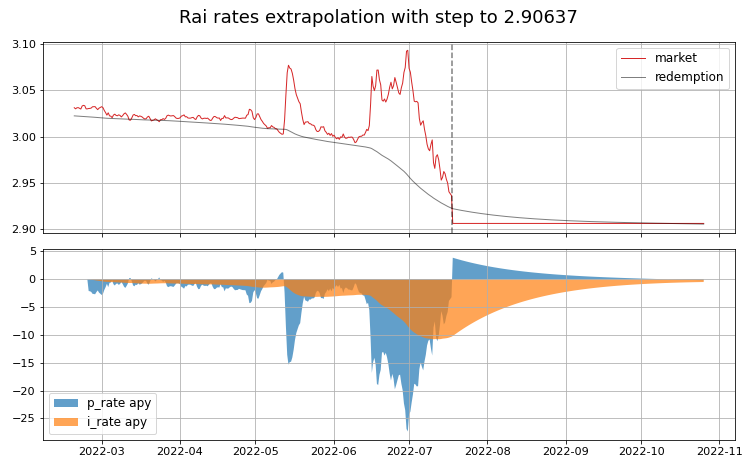 Rai rates extrapolation with step to 2.90637
3.10
3.05
3.00
2.95
2.90
market
redemption
5
0
−5
−10
−15
−20
−25
p_rate apy
i_rate apy
2022-03 2022-04 2022-05 2022-06 2022-07 2022-08 2022-09 2022-10 2022-11